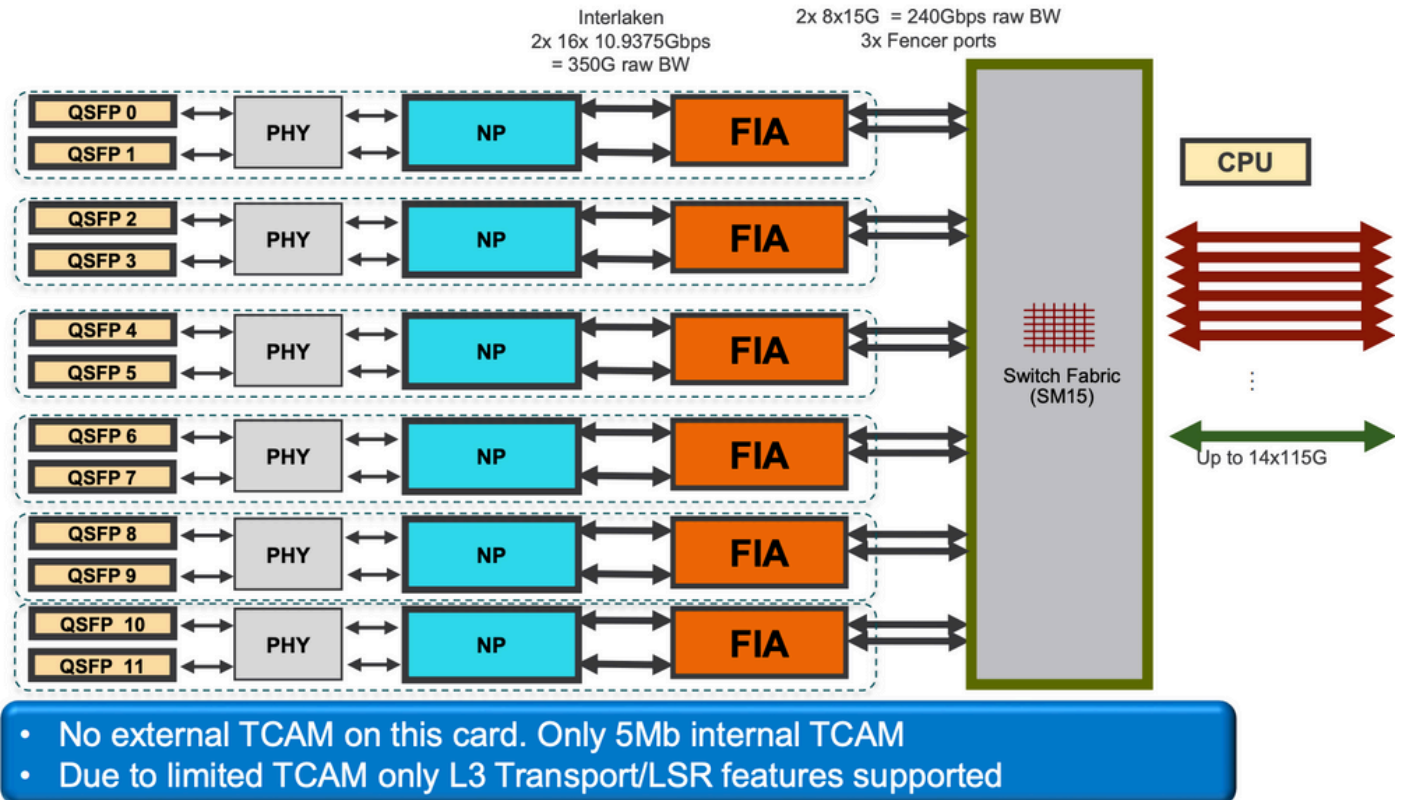 Interlaken
2x 16x 10.9375Gbps
= 350G raw BW
2x 8x15G = 240Gbps raw BW
3x Fencer ports
QSFP 0
QSFP 1
PHY
NP
FIA
QSFP 2
QSFP 3
PHY
NP
FIA
QSFP 4
QSFP 5
PHY
NP
FIA
QSFP 6
QSFP 7
PHY
NP
FIA
QSFP 8
QSFP 9
PHY
NP
FIA
QSFP 10
QSFP 11
PHY
NP
FIA
Switch Fabric
(SM15)
CPU
⋮
Up to 14x115G
• No external TCAM on this card. Only 5Mb internal TCAM
• Due to limited TCAM only L3 Transport/LSR features supported